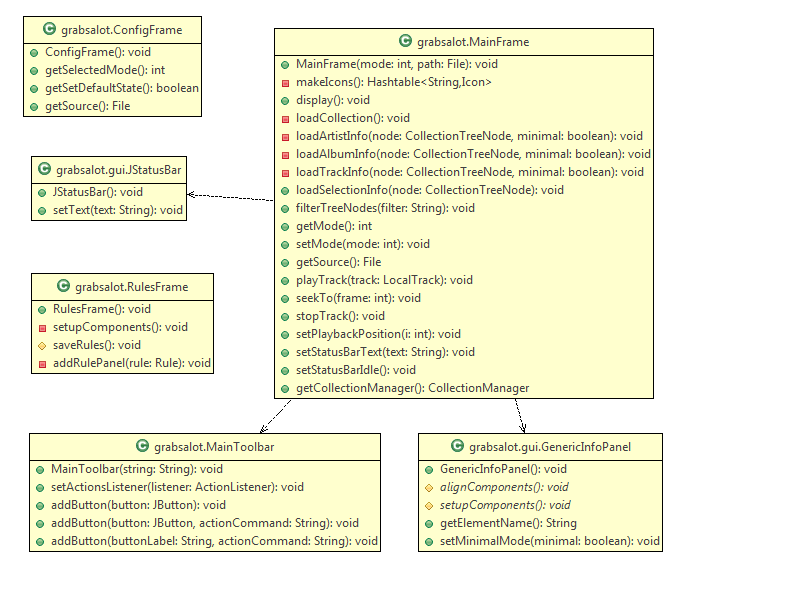 grabsalot.ConfigFrame
ConfigFrame(): void
getSelectedMode(): int
getSetDefaultState(): boolean
getSource(): File
grabsalot.MainFrame
MainFrame(mode: int, path: File): void
makeIcons(): Hashtable<String,Icon>
display(): void
loadCollection(): void
loadArtistInfo(node: CollectionTreeNode, minimal: boolean): void
loadAlbumInfo(node: CollectionTreeNode, minimal: boolean): void
loadTrackInfo(node: CollectionTreeNode, minimal: boolean): void
loadSelectionInfo(node: CollectionTreeNode): void
filterTreeNodes(filter: String): void
getMode(): int
setMode(mode: int): void
getSource(): File
playTrack(track: LocalTrack): void
seekTo(frame: int): void
stopTrack(): void
setPlaybackPosition(i: int): void
setStatusBarText(text: String): void
setStatusBarIdle(): void
getCollectionManager(): CollectionManager
grabsalot.gui.JStatusBar
JStatusBar(): void
setText(text: String): void
grabsalot.RulesFrame
RulesFrame(): void
setupComponents(): void
saveRules(): void
addRulePanel(rule: Rule): void
grabsalot.MainToolbar
MainToolbar(string: String): void
setActionsListener(listener: ActionListener): void
addButton(button: JButton): void
addButton(button: JButton, actionCommand: String): void
addButton(buttonLabel: String, actionCommand: String): void
grabsalot.gui.GenericInfoPanel
GenericInfoPanel(): void
alignComponents(): void
setupComponents(): void
getElementName(): String
setMinimalMode(minimal: boolean): void